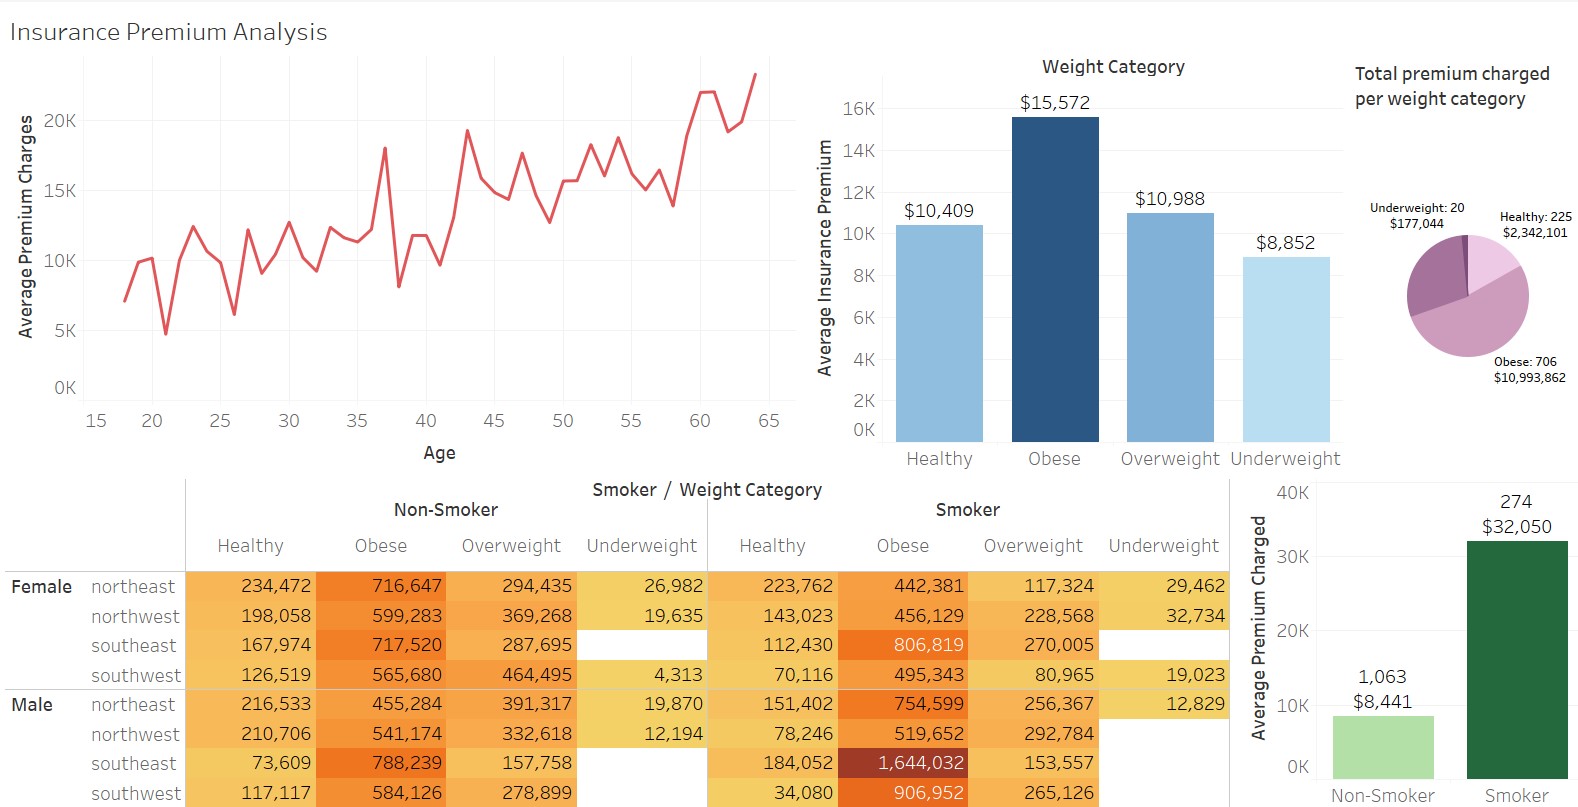 Insurance Premium Analysis
Average Premium Charges
20K
15K
10K
5K
0K
15 20 25 30 35 40 45 50 55 60 65
Age
Weight Category
Average Insurance Premium
16K
14K
12K
10K
8K
6K
4K
2K
0K
$10,409
$15,572
$10,988
$8,852
Healthy Obese Overweight Underweight
Total premium charged
per weight category
Underweight: 20
$177,044
Healthy: 225
$2,342,101
Obese: 706
$10,993,862
Smoker / Weight Category
Non-Smoker Smoker
Healthy Obese Overweight Underweight Healthy Obese Overweight Underweight
Female northeast 234,472 716,647 294,435 26,982 223,762 442,381 117,324 29,462
northwest 198,058 599,283 369,268 19,635 143,023 456,129 228,568 32,734
southeast 167,974 717,520 287,695 112,430 806,819 270,005
southwest 126,519 565,680 464,495 4,313 70,116 495,343 80,965 19,023
Male northeast 216,533 455,284 391,317 19,870 151,402 754,599 256,367 12,829
northwest 210,706 541,174 332,618 12,194 78,246 519,652 292,784
southeast 73,609 788,239 157,758 184,052 1,644,032 153,557
southwest 117,117 584,126 278,899 34,080 906,952 265,126
Average Premium Charged
40K
30K
20K
10K
0K
1,063
$8,441
274
$32,050
Non-Smoker Smoker